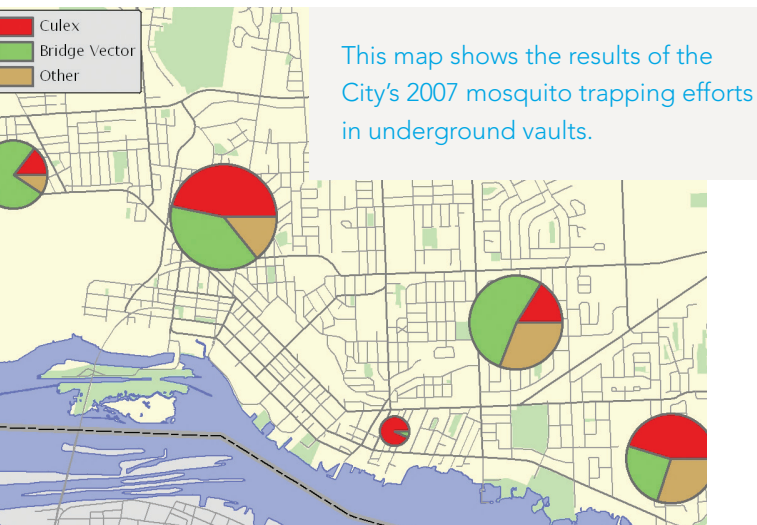 Culex
Bridge Vector
Other
This map shows the results of the
City's 2007 mosquito trapping efforts
in underground vaults.